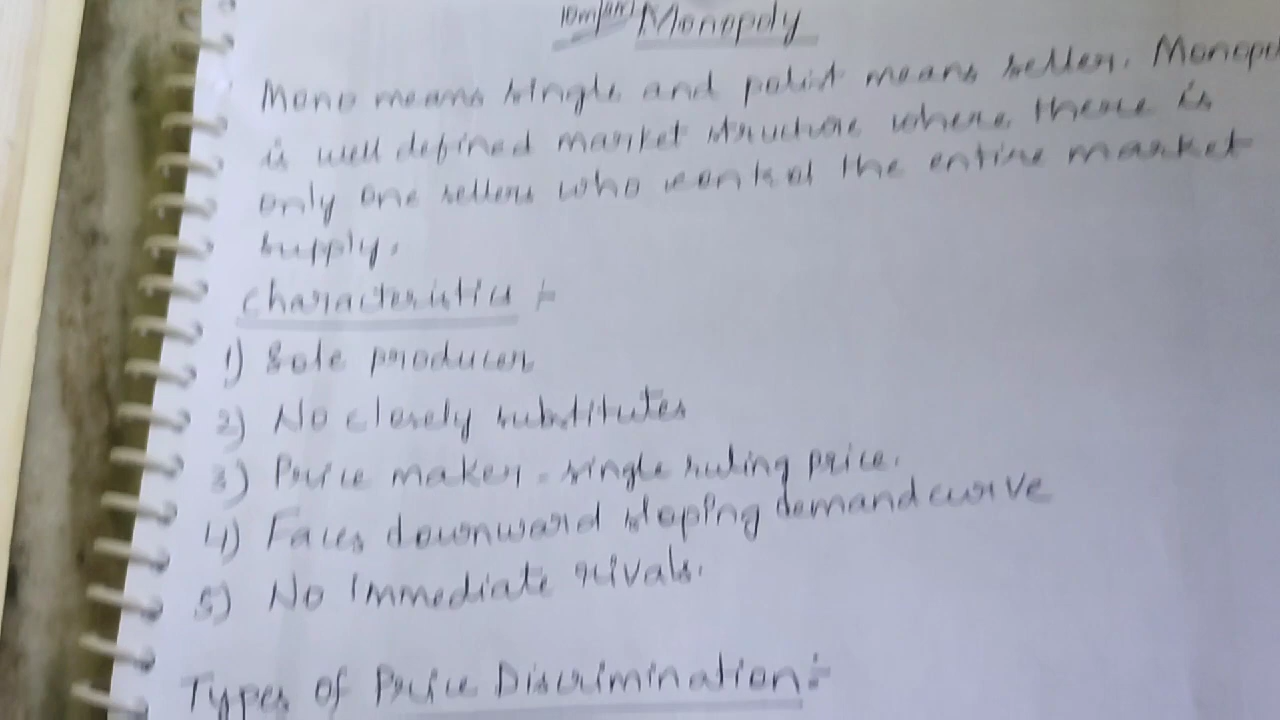 Monopoly
Mono means single and polist means seller. Monopol
is well defined market structure where there is
only one sellers who control the entire market
supply.
Characteristics :-
1) Sole producer
2) No closely substitutes
3) Price maker - single ruling price.
4) Faces downward sloping demand curve
5) No immediate rivals.
Types of Price Discrimination :-